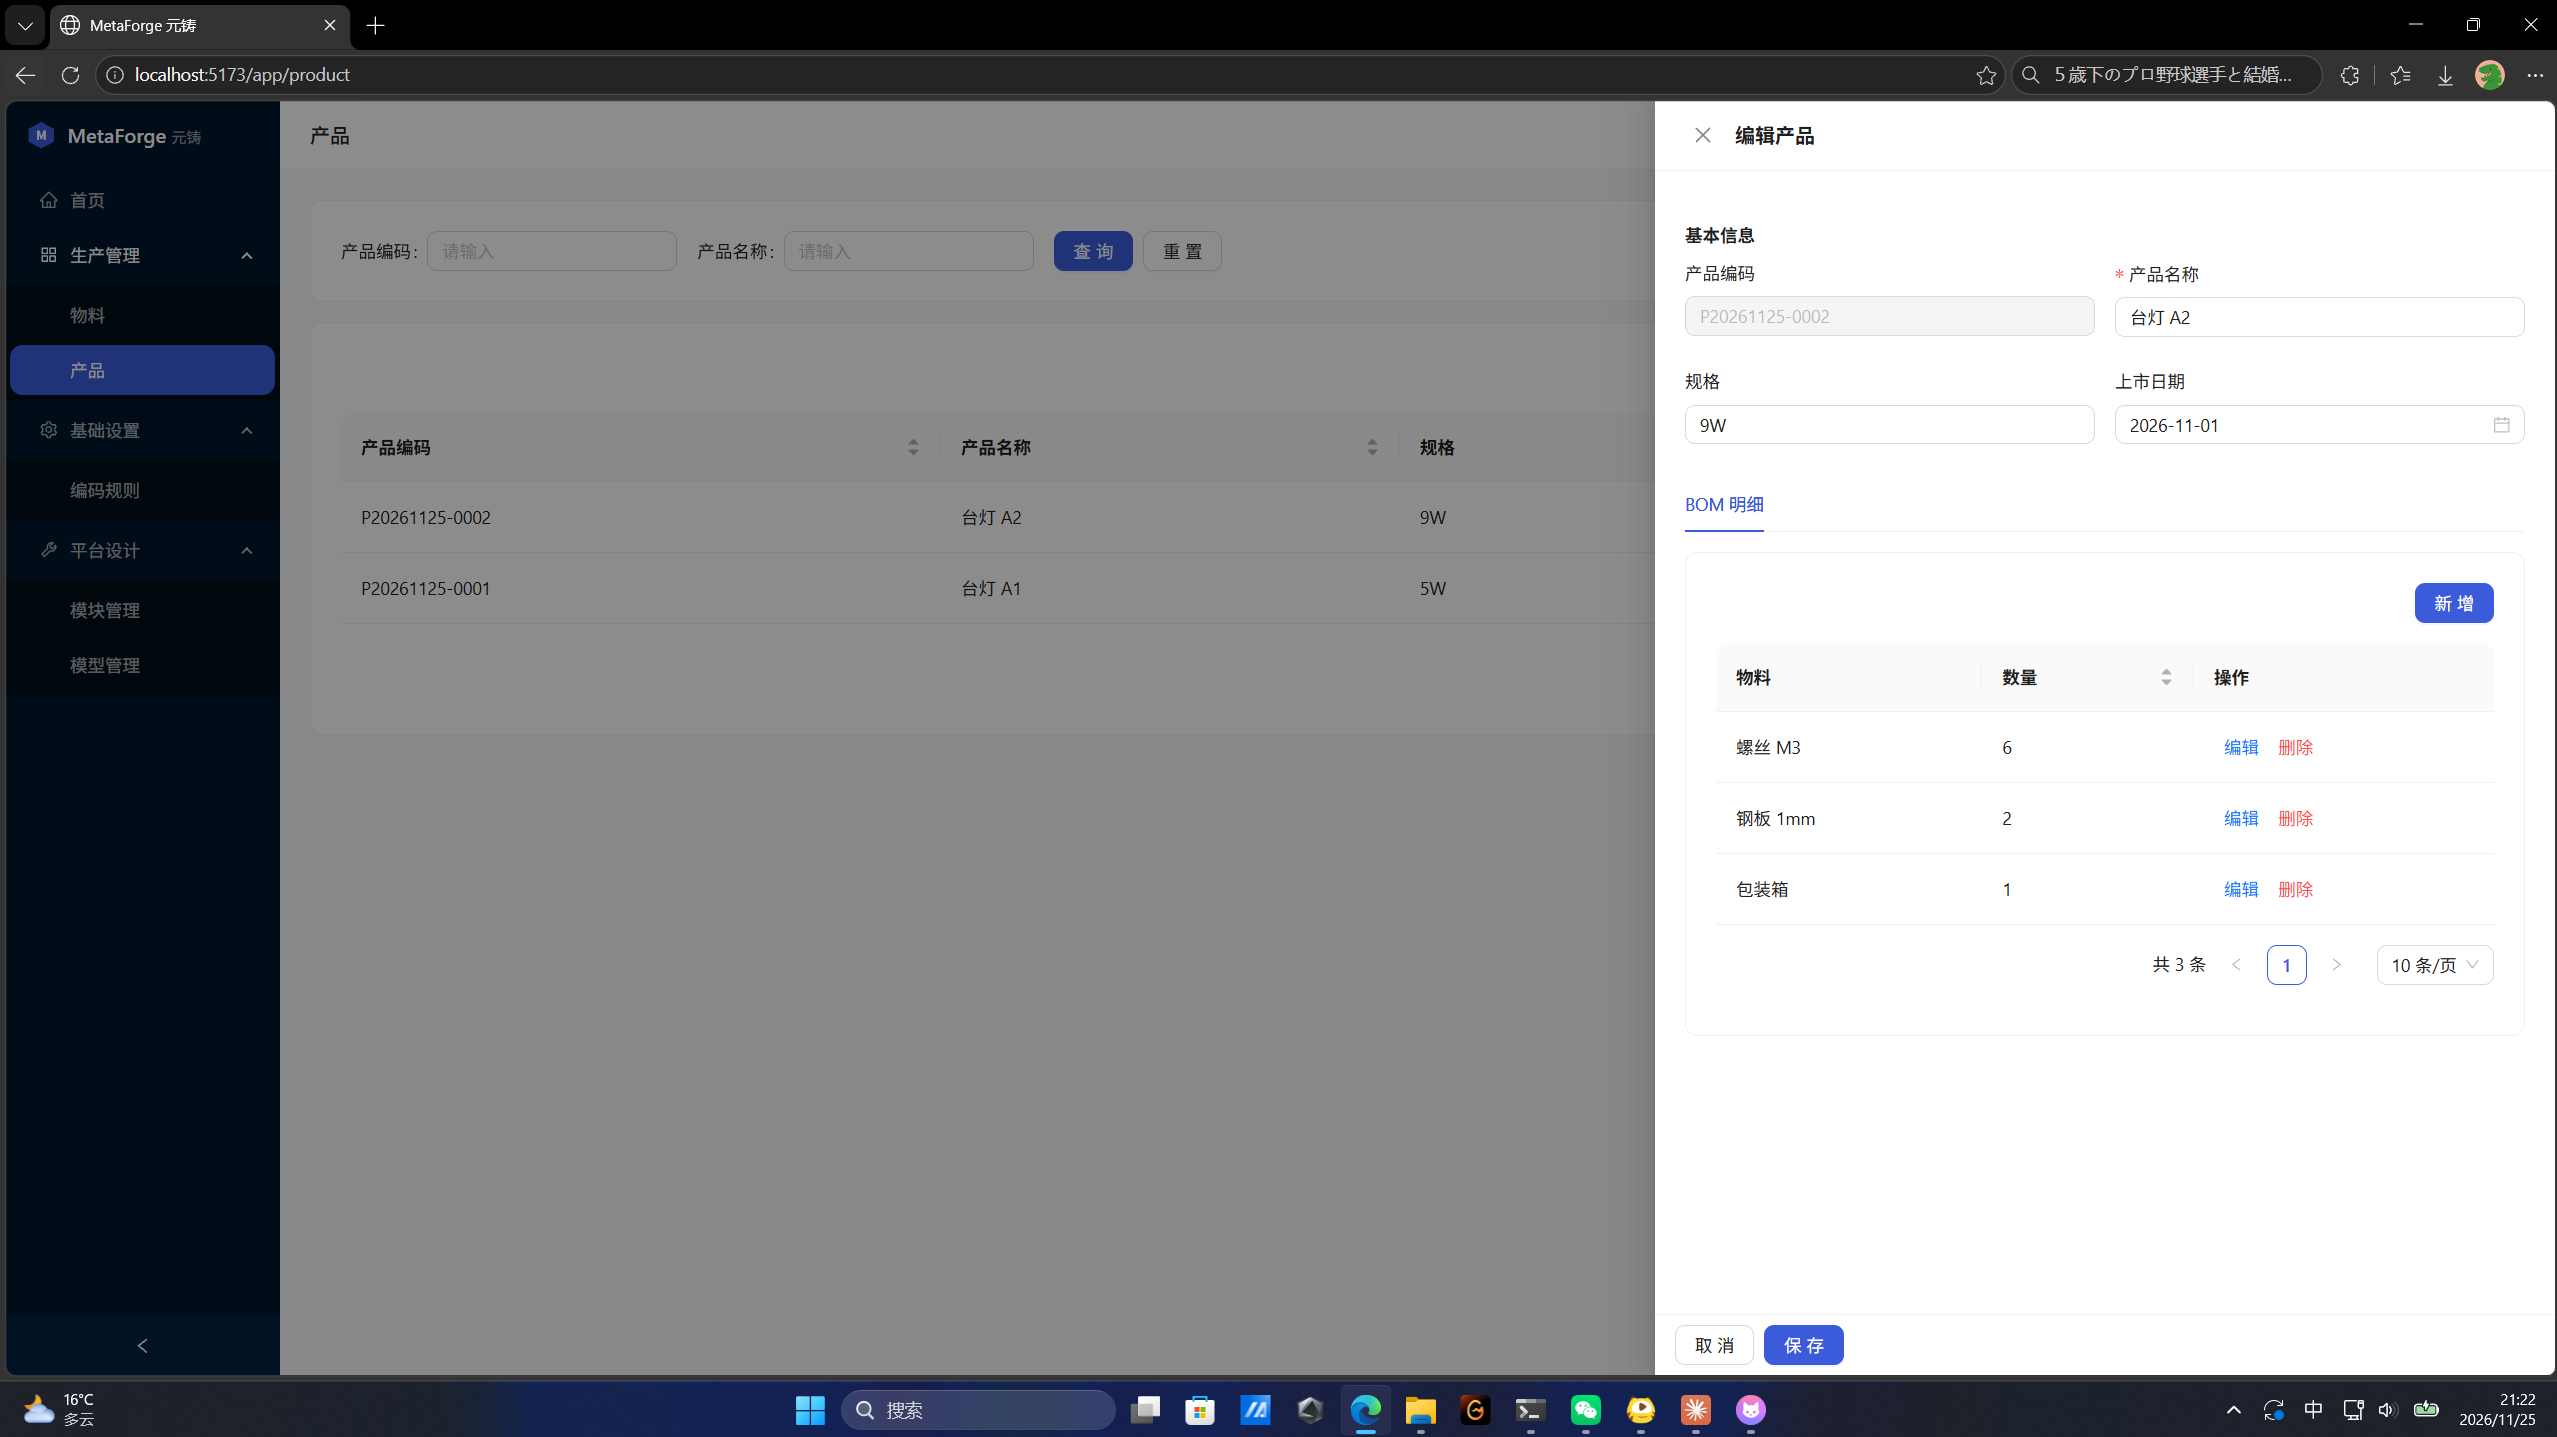 MetaForge 元铸
localhost:5173/app/product
5歳下のプロ野球選手と結婚...
M MetaForge 元铸
首页
生产管理
物料
产品
基础设置
编码规则
平台设计
模块管理
模型管理
产品
产品编码: 请输入 产品名称: 请输入 查 询 重 置
产品编码 产品名称 规格
P20261125-0002 台灯 A2 9W
P20261125-0001 台灯 A1 5W
编辑产品
基本信息
产品编码 * 产品名称
P20261125-0002 台灯 A2
规格 上市日期
9W 2026-11-01
BOM 明细
新 增
物料 数量 操作
螺丝 M3 6 编辑 删除
钢板 1mm 2 编辑 删除
包装箱 1 编辑 删除
共 3 条 1 10 条/页
取 消 保 存
16°C
多云
搜索
中
21:22
2026/11/25